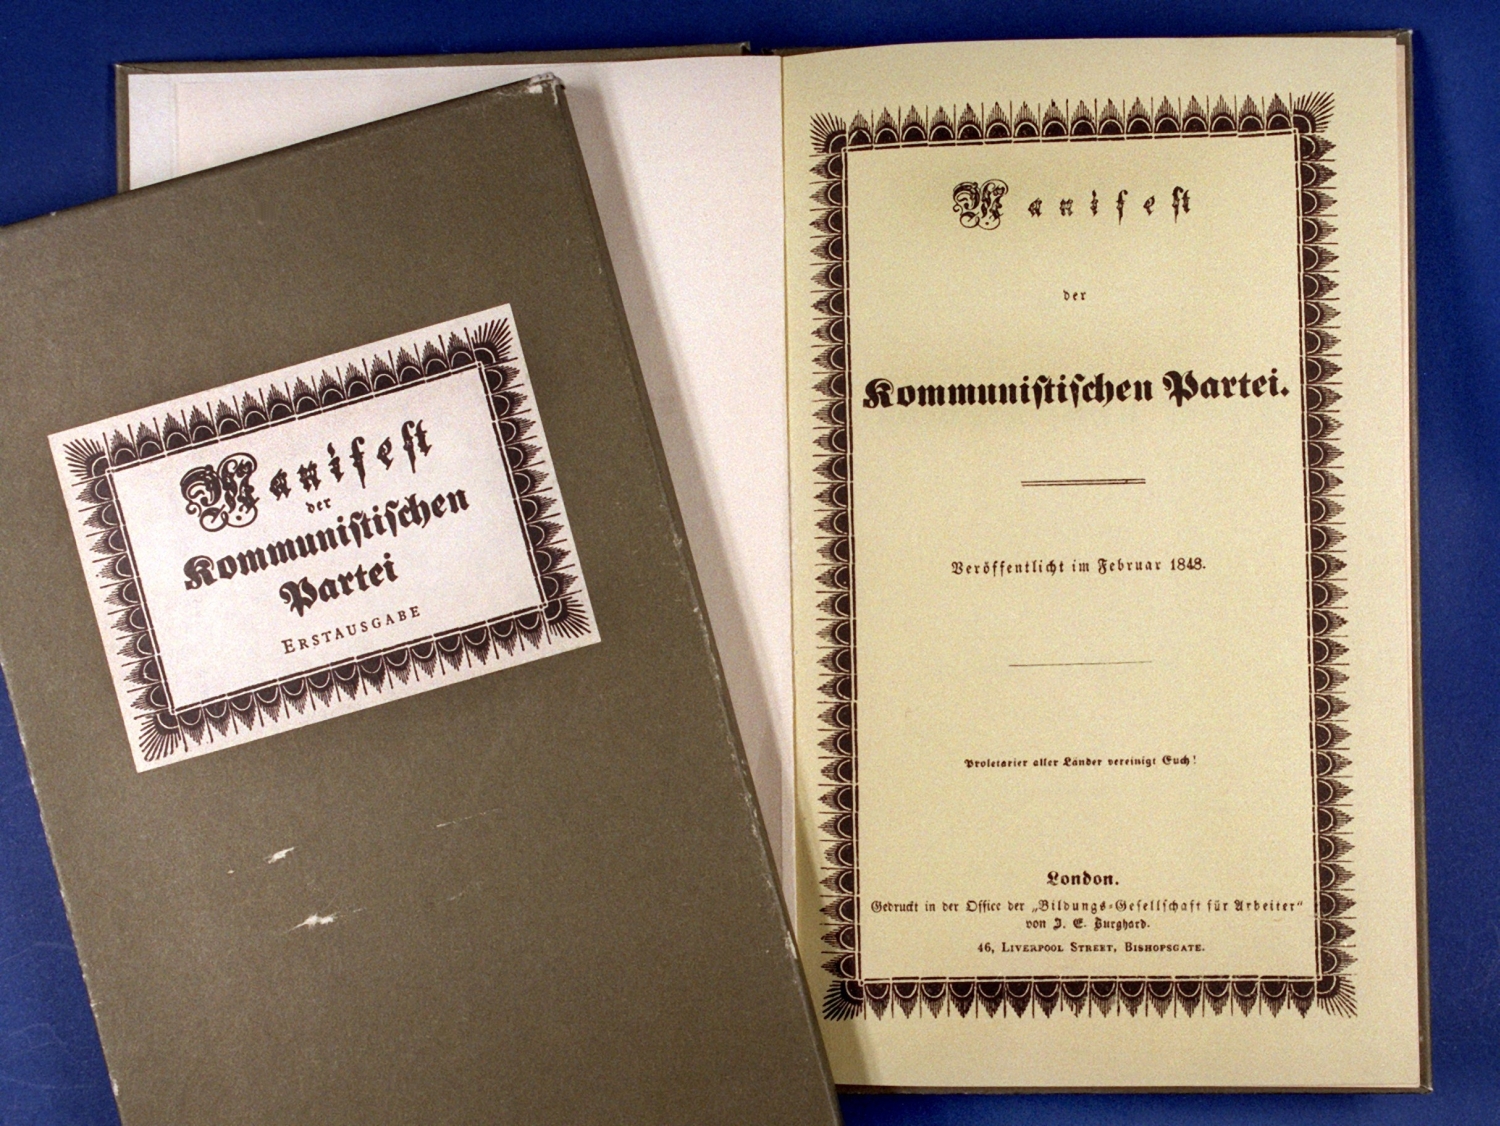 Manifest
der
Kommunistischen
Partei
ERSTAUSGABE
Manifest
der
Kommunistischen Partei.
Veröffentlicht im Februar 1848.
Proletarier aller Länder vereinigt Euch!
London.
Gedruckt in der Office der „Bildungs-Gesellschaft für Arbeiter“
von J. E. Burghard.
46, LIVERPOOL STREET, BISHOPSGATE.